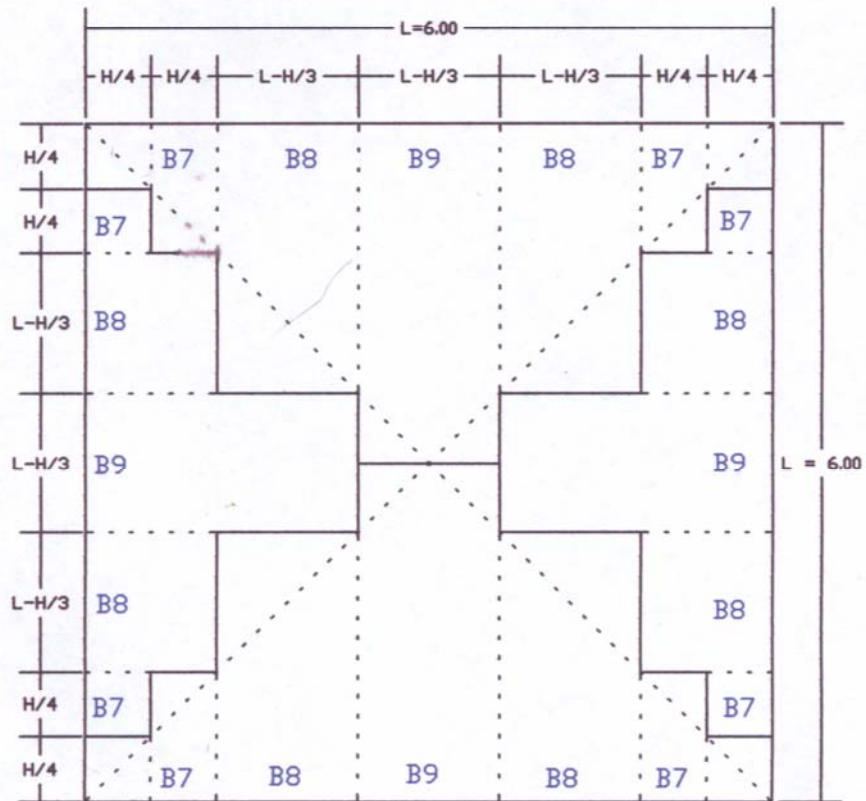 L=6.00
H/4 H/4 L-H/3 L-H/3 L-H/3 H/4 H/4
H/4 B7 B8 B9 B8 B7
H/4 B7 B7
L-H/3 B8 B8
L-H/3 B9 B9 L = 6.00
L-H/3 B8 B8
H/4 B7 B7
H/4 B7 B8 B9 B8 B7